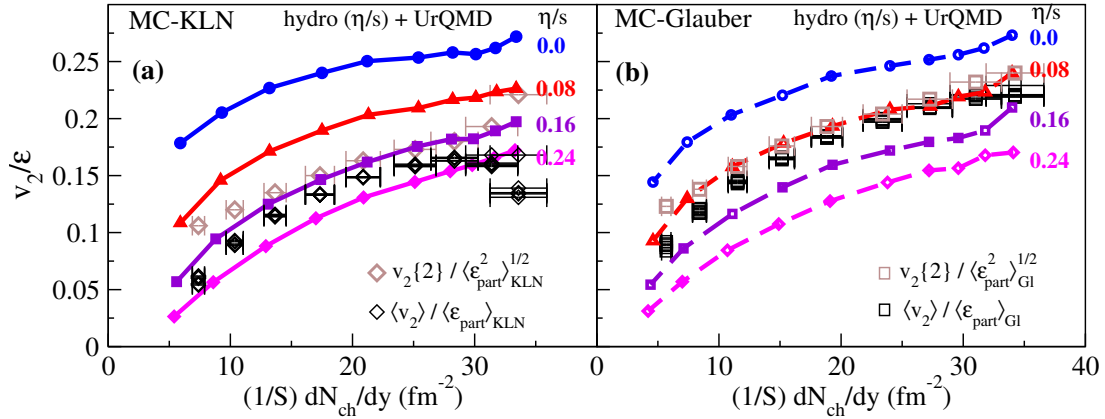 MC-KLN hydro (η/s) + UrQMD η/s
0.0
(a)
0.08
0.16
0.24
v₂{2} / ⟨ε²part⟩^1/2 KLN
⟨v₂⟩ / ⟨εpart⟩KLN
v₂/ε
0
0.05
0.1
0.15
0.2
0.25
0 10 20 30
(1/S) dNch/dy (fm⁻²)
MC-Glauber hydro (η/s) + UrQMD η/s
0.0
(b)
0.08
0.16
0.24
v₂{2} / ⟨ε²part⟩^1/2 Gl
⟨v₂⟩ / ⟨εpart⟩Gl
0 10 20 30 40
(1/S) dNch/dy (fm⁻²)